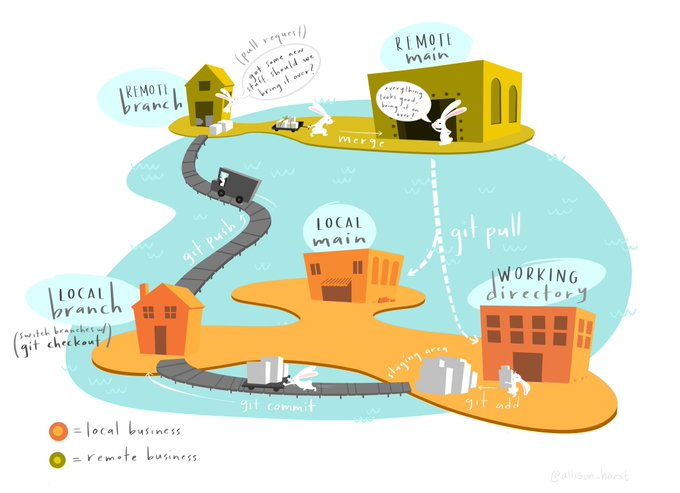 (pull request)
got some new
stuff. should we
bring it over?
REMOTE
branch
REMOTE
main
everything
looks good,
bring it on
over!
merge
git push
LOCAL
main
git pull
WORKING
directory
LOCAL
branch
(switch branches w/
git checkout)
staging area
git add
git commit
= local business
= remote business
@allison_horst